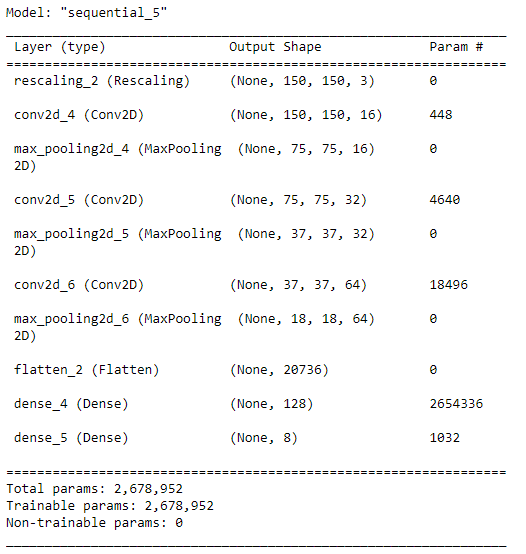 Model: "sequential_5"
_________________________________________________________________
Layer (type) Output Shape Param #
=================================================================
rescaling_2 (Rescaling) (None, 150, 150, 3) 0
conv2d_4 (Conv2D) (None, 150, 150, 16) 448
max_pooling2d_4 (MaxPooling (None, 75, 75, 16) 0
2D)
conv2d_5 (Conv2D) (None, 75, 75, 32) 4640
max_pooling2d_5 (MaxPooling (None, 37, 37, 32) 0
2D)
conv2d_6 (Conv2D) (None, 37, 37, 64) 18496
max_pooling2d_6 (MaxPooling (None, 18, 18, 64) 0
2D)
flatten_2 (Flatten) (None, 20736) 0
dense_4 (Dense) (None, 128) 2654336
dense_5 (Dense) (None, 8) 1032
=================================================================
Total params: 2,678,952
Trainable params: 2,678,952
Non-trainable params: 0
_________________________________________________________________